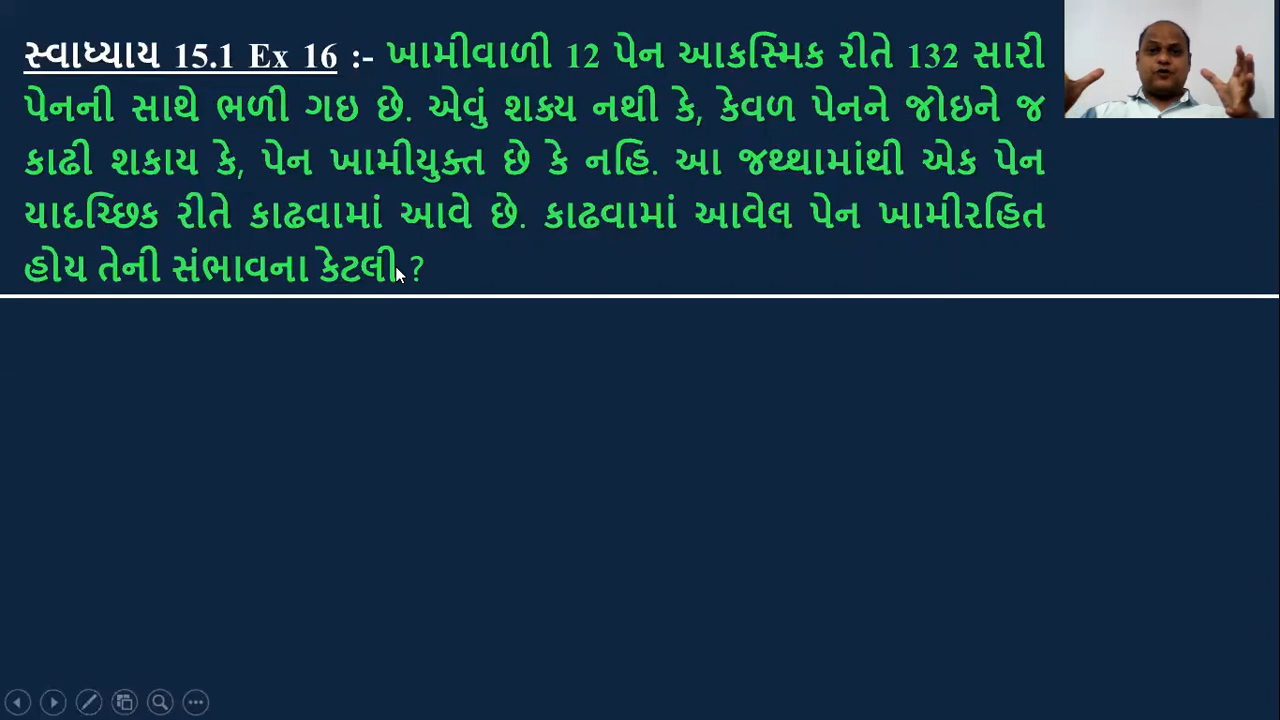 સ્વાધ્યાય 15.1 Ex 16 :- ખામીવાળી 12 પેન આકસ્મિક રીતે 132 સારી
પેનની સાથે ભળી ગઇ છે. એવું શક્ય નથી કે, કેવળ પેનને જોઇને જ
કાઢી શકાય કે, પેન ખામીયુક્ત છે કે નહિ. આ જથ્થામાંથી એક પેન
યાદચ્છિક રીતે કાઢવામાં આવે છે. કાઢવામાં આવેલ પેન ખામીરહિત
હોય તેની સંભાવના કેટલી ?